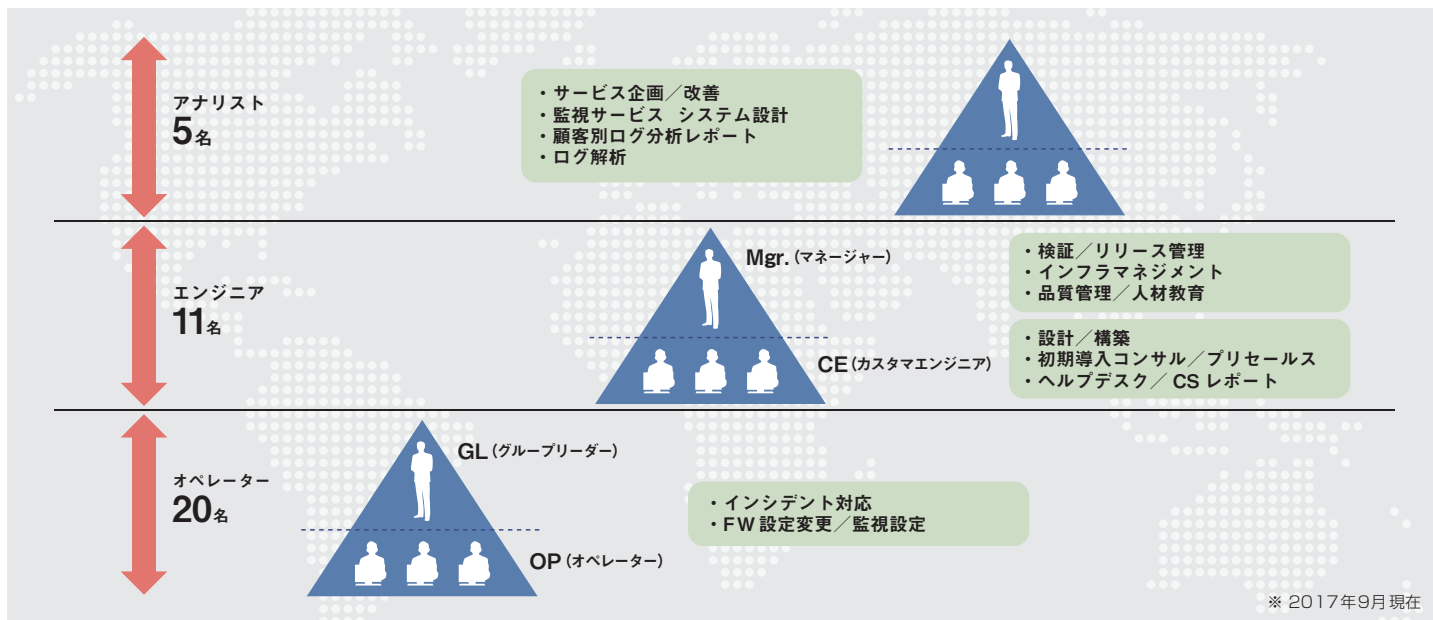 アナリスト
5名
・サービス企画／改善
・監視サービス システム設計
・顧客別ログ分析レポート
・ログ解析
エンジニア
11名
Mgr.（マネージャー）
CE（カスタマエンジニア）
・検証／リリース管理
・インフラマネジメント
・品質管理／人材教育
・設計／構築
・初期導入コンサル／プリセールス
・ヘルプデスク／CSレポート
オペレーター
20名
GL（グループリーダー）
OP（オペレーター）
・インシデント対応
・FW設定変更／監視設定
※ 2017年9月現在